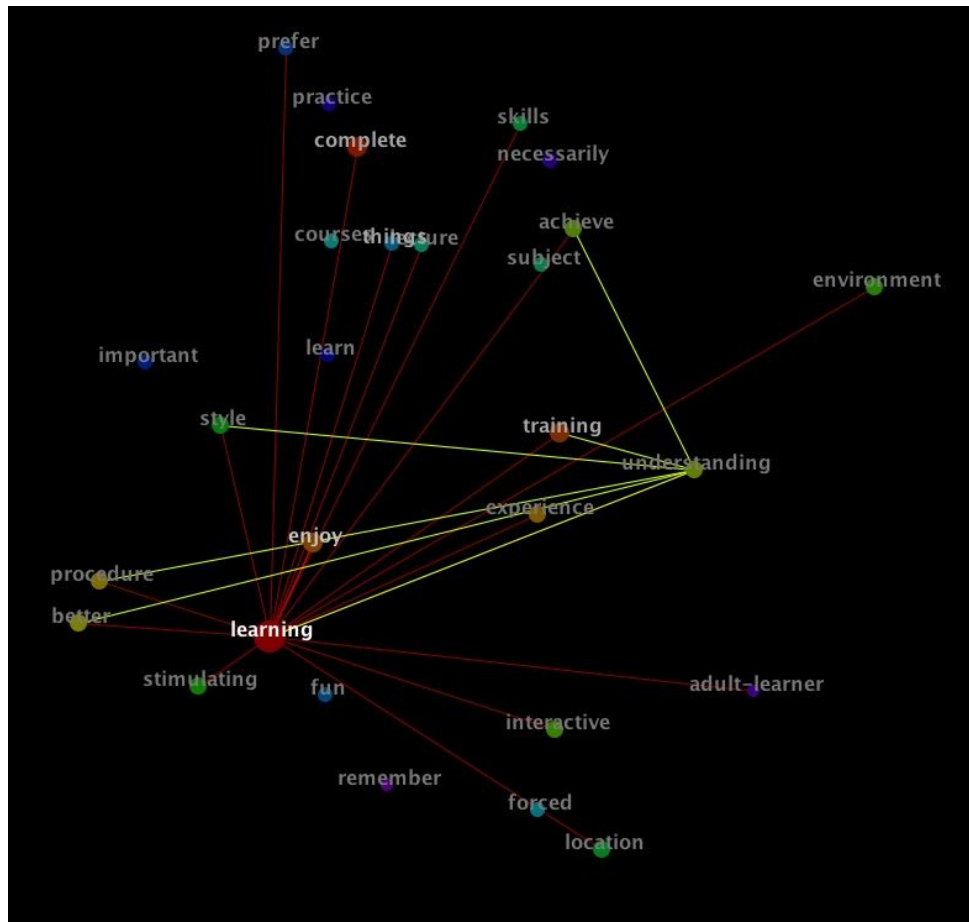 prefer
practice
skills
complete
necessarily
achieve
courses
things
subject
environment
learn
important
style
training
understanding
experience
enjoy
procedure
better
learning
stimulating
fun
adult-learner
interactive
remember
forced
location